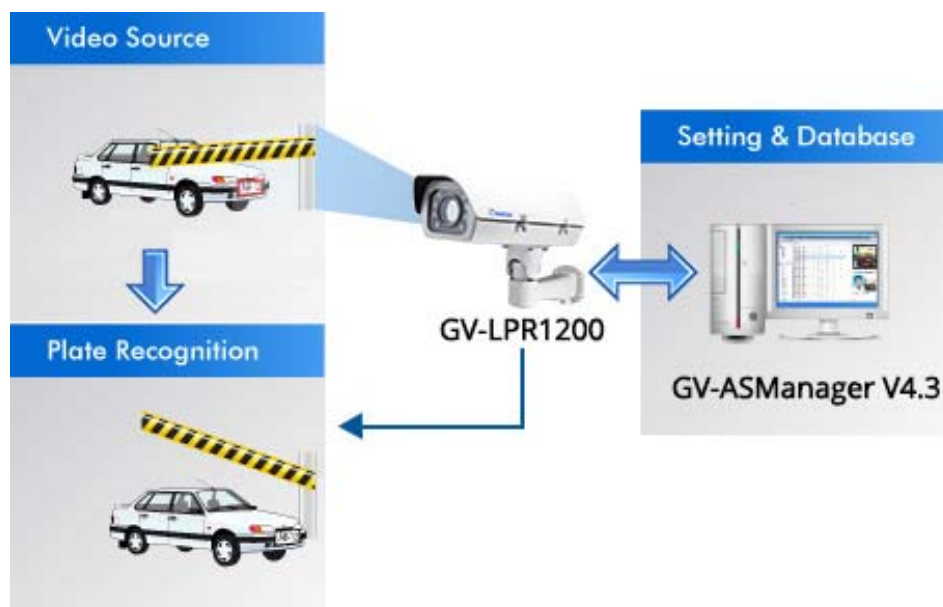 Video Source
Setting & Database
GV-LPR1200
Plate Recognition
GV-ASManager V4.3